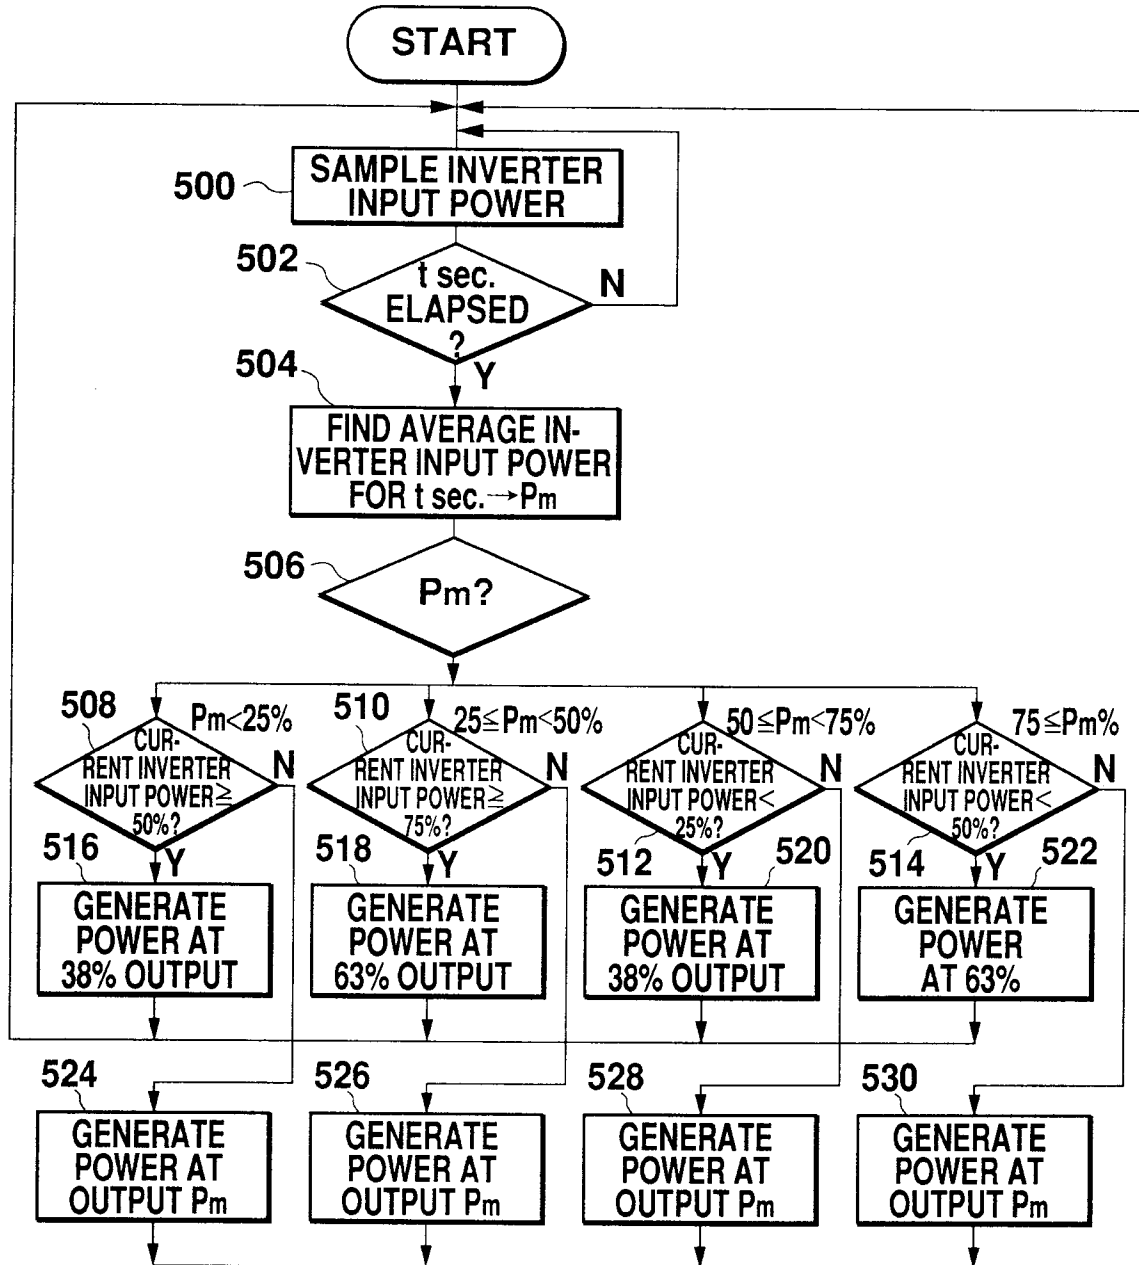 START
500
SAMPLE INVERTER
INPUT POWER
502
t sec.
ELAPSED
?
N
Y
504
FIND AVERAGE IN-
VERTER INPUT POWER
FOR t sec.→Pm
506
Pm?
508
Pm<25%
CUR-
RENT INVERTER
INPUT POWER≧
50%?
N
Y
510
25≦Pm<50%
CUR-
RENT INVERTER
INPUT POWER≧
75%?
N
Y
50≦Pm<75%
CUR-
RENT INVERTER
INPUT POWER<
25%?
N
512
Y
75≦Pm%
CUR-
RENT INVERTER
INPUT POWER<
50%?
N
514
Y
516
GENERATE
POWER AT
38% OUTPUT
518
GENERATE
POWER AT
63% OUTPUT
520
GENERATE
POWER AT
38% OUTPUT
522
GENERATE
POWER
AT 63%
524
GENERATE
POWER AT
OUTPUT Pm
526
GENERATE
POWER AT
OUTPUT Pm
528
GENERATE
POWER AT
OUTPUT Pm
530
GENERATE
POWER AT
OUTPUT Pm